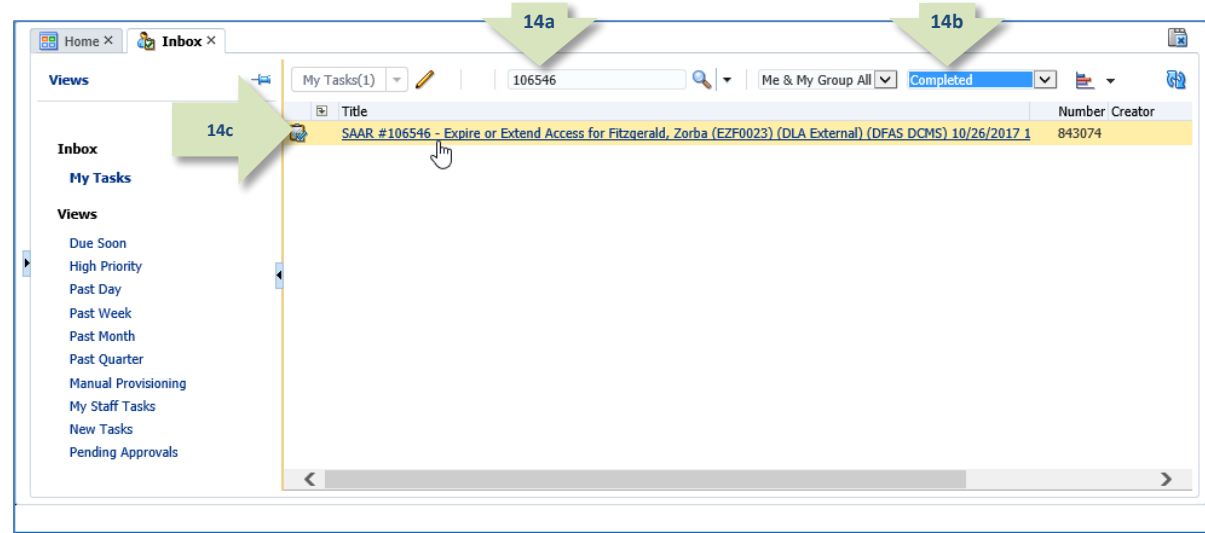 14a
14b
Home
Inbox
Views
My Tasks(1)
106546
Me & My Group All
Completed
Title
Number
Creator
14c
SAAR #106546 - Expire or Extend Access for Fitzgerald, Zorba (EZF0023) (DLA External) (DFAS DCMS) 10/26/2017 1
843074
Inbox
My Tasks
Views
Due Soon
High Priority
Past Day
Past Week
Past Month
Past Quarter
Manual Provisioning
My Staff Tasks
New Tasks
Pending Approvals